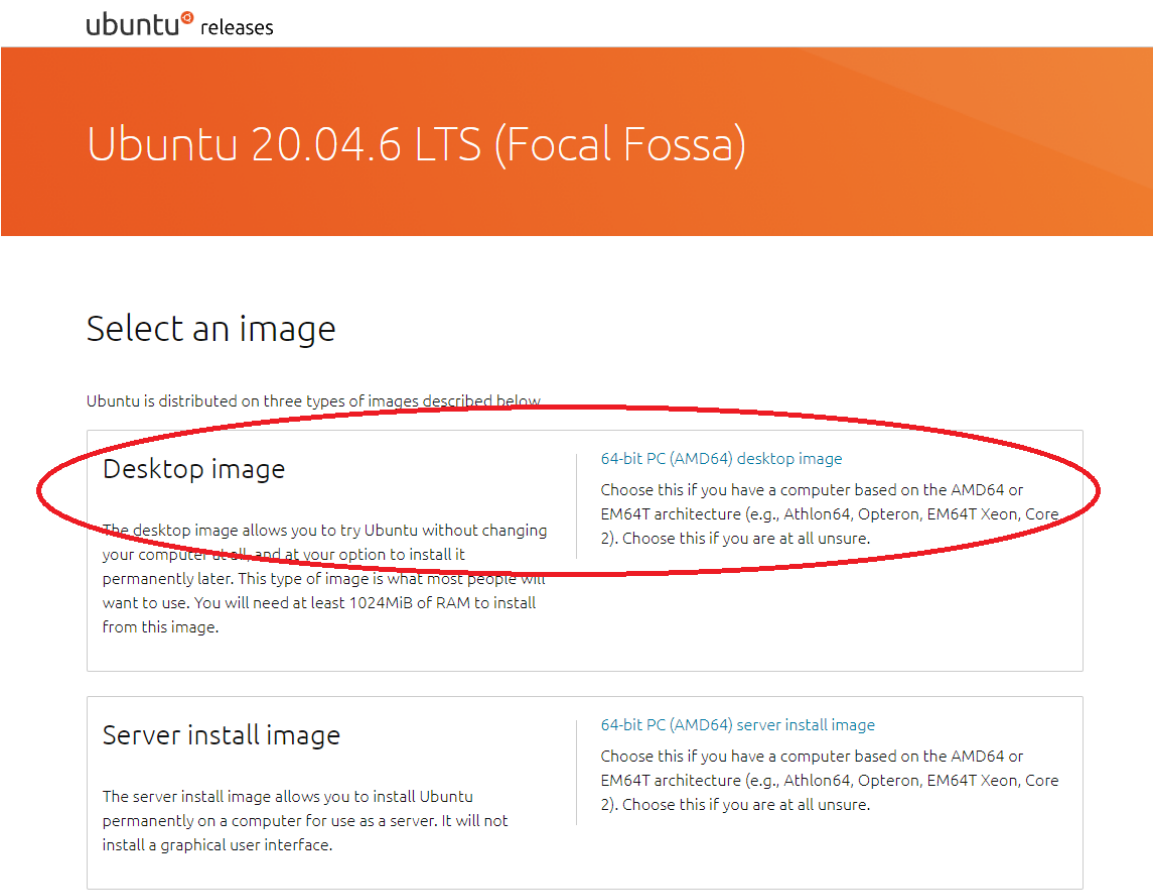 ubuntu releases
Ubuntu 20.04.6 LTS (Focal Fossa)
Select an image
Ubuntu is distributed on three types of images described below.
Desktop image
The desktop image allows you to try Ubuntu without changing
your computer at all, and at your option to install it
permanently later. This type of image is what most people will
want to use. You will need at least 1024MiB of RAM to install
from this image.
64-bit PC (AMD64) desktop image
Choose this if you have a computer based on the AMD64 or
EM64T architecture (e.g., Athlon64, Opteron, EM64T Xeon, Core
2). Choose this if you are at all unsure.
Server install image
The server install image allows you to install Ubuntu
permanently on a computer for use as a server. It will not
install a graphical user interface.
64-bit PC (AMD64) server install image
Choose this if you have a computer based on the AMD64 or
EM64T architecture (e.g., Athlon64, Opteron, EM64T Xeon, Core
2). Choose this if you are at all unsure.